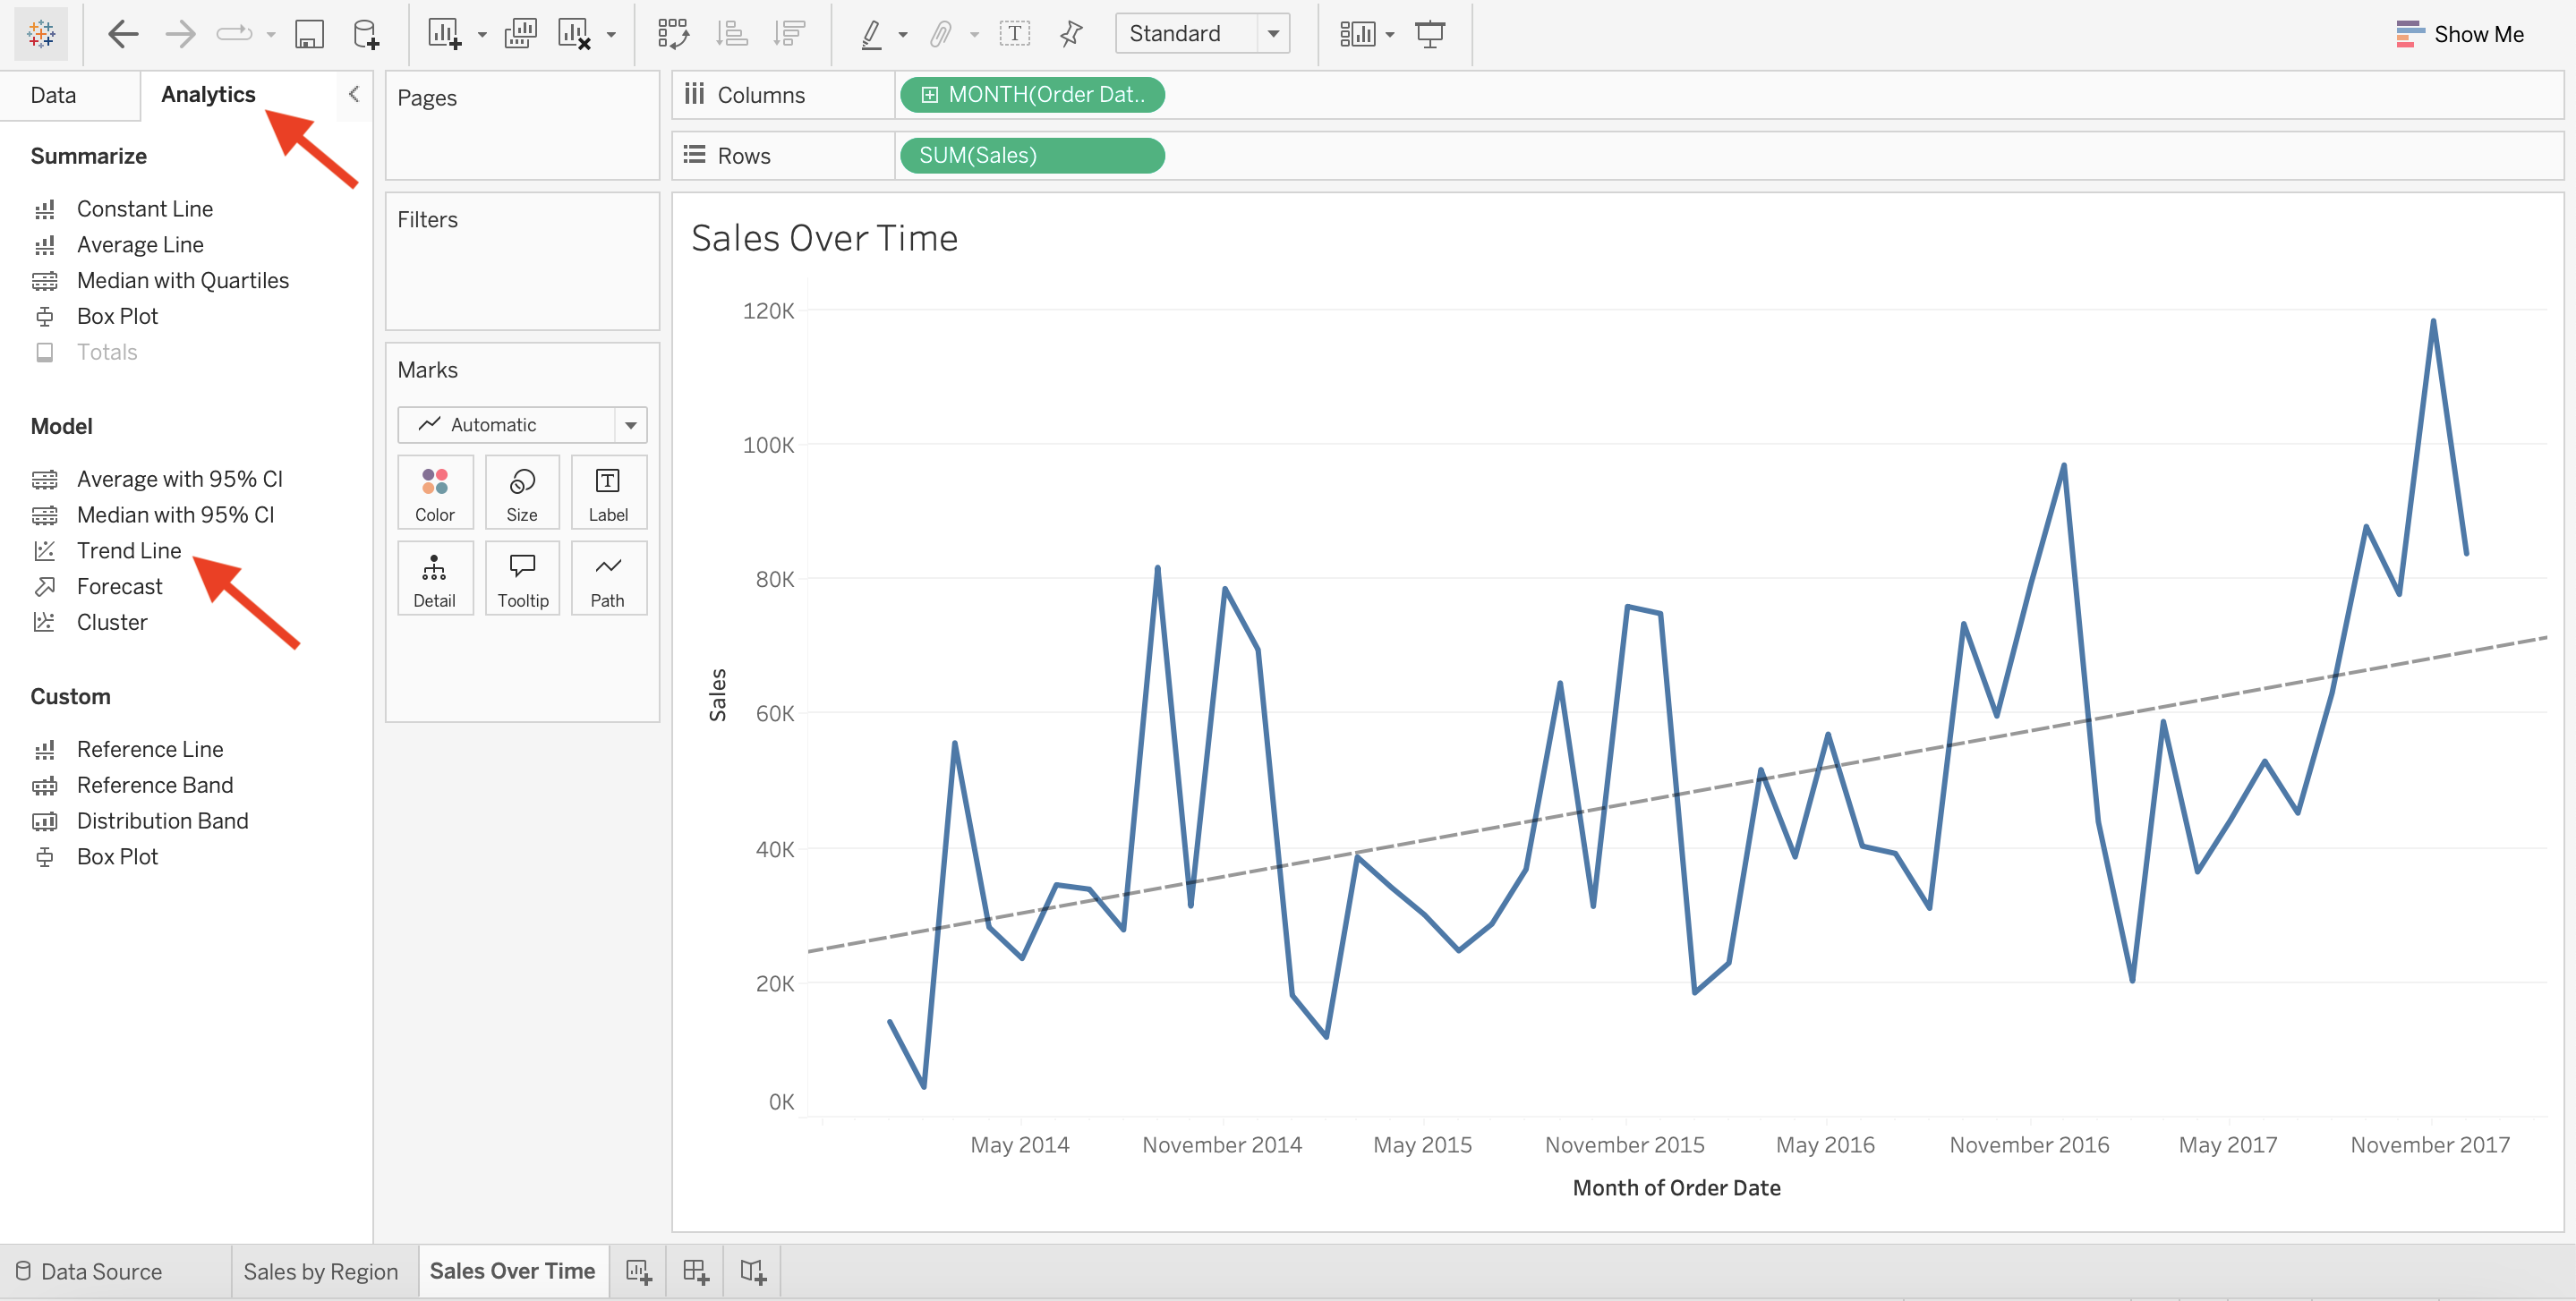 Standard
Show Me
Data
Analytics
Summarize
Constant Line
Average Line
Median with Quartiles
Box Plot
Totals
Model
Average with 95% CI
Median with 95% CI
Trend Line
Forecast
Cluster
Custom
Reference Line
Reference Band
Distribution Band
Box Plot
Pages
Filters
Marks
Automatic
Color
Size
Label
Detail
Tooltip
Path
Columns
MONTH(Order Dat..
Rows
SUM(Sales)
Sales Over Time
120K
100K
80K
60K
40K
20K
0K
Sales
May 2014
November 2014
May 2015
November 2015
May 2016
November 2016
May 2017
November 2017
Month of Order Date
Data Source
Sales by Region
Sales Over Time